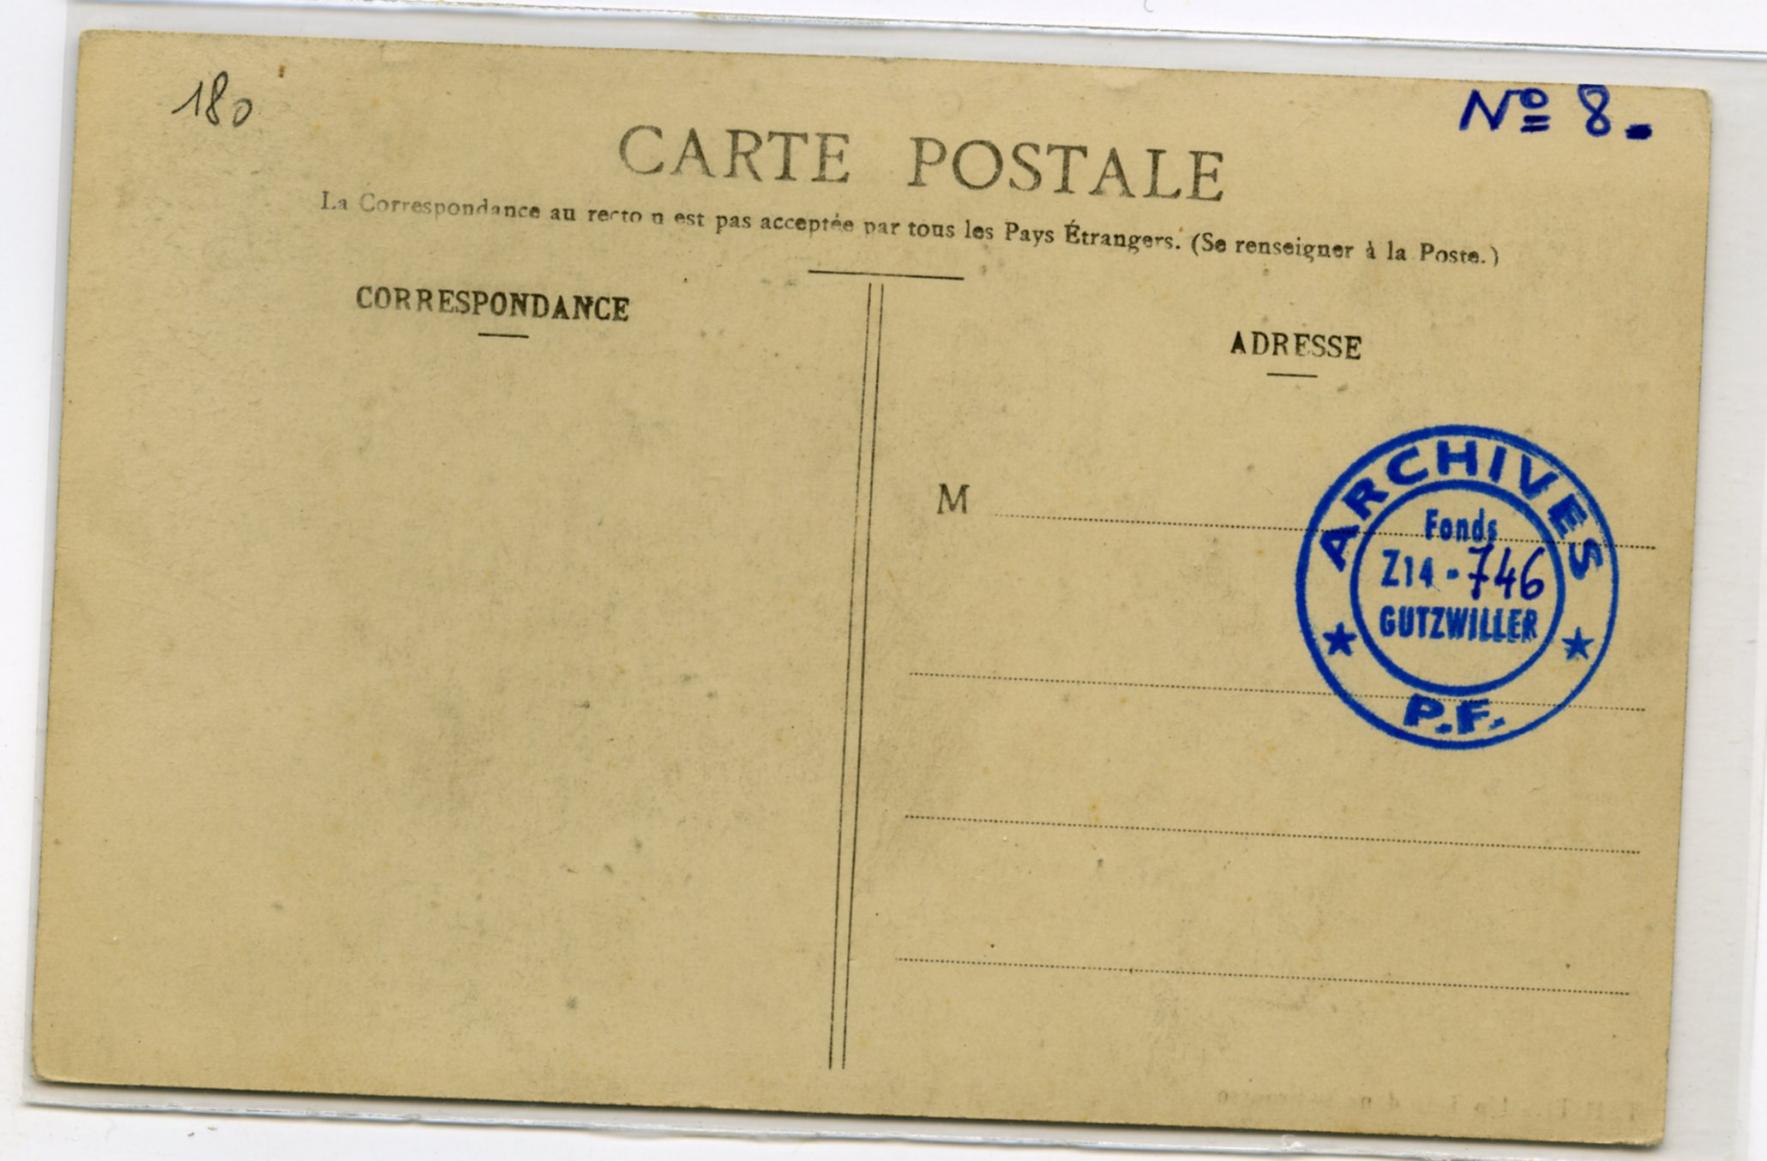 180
Nº 8.
CARTE POSTALE
La Correspondance au recto n est pas acceptée par tous les Pays Étrangers. (Se renseigner à la Poste.)
CORRESPONDANCE
ADRESSE
M
ARCHIVES
Fonds
Z14-746
GUTZWILLER
P.F.